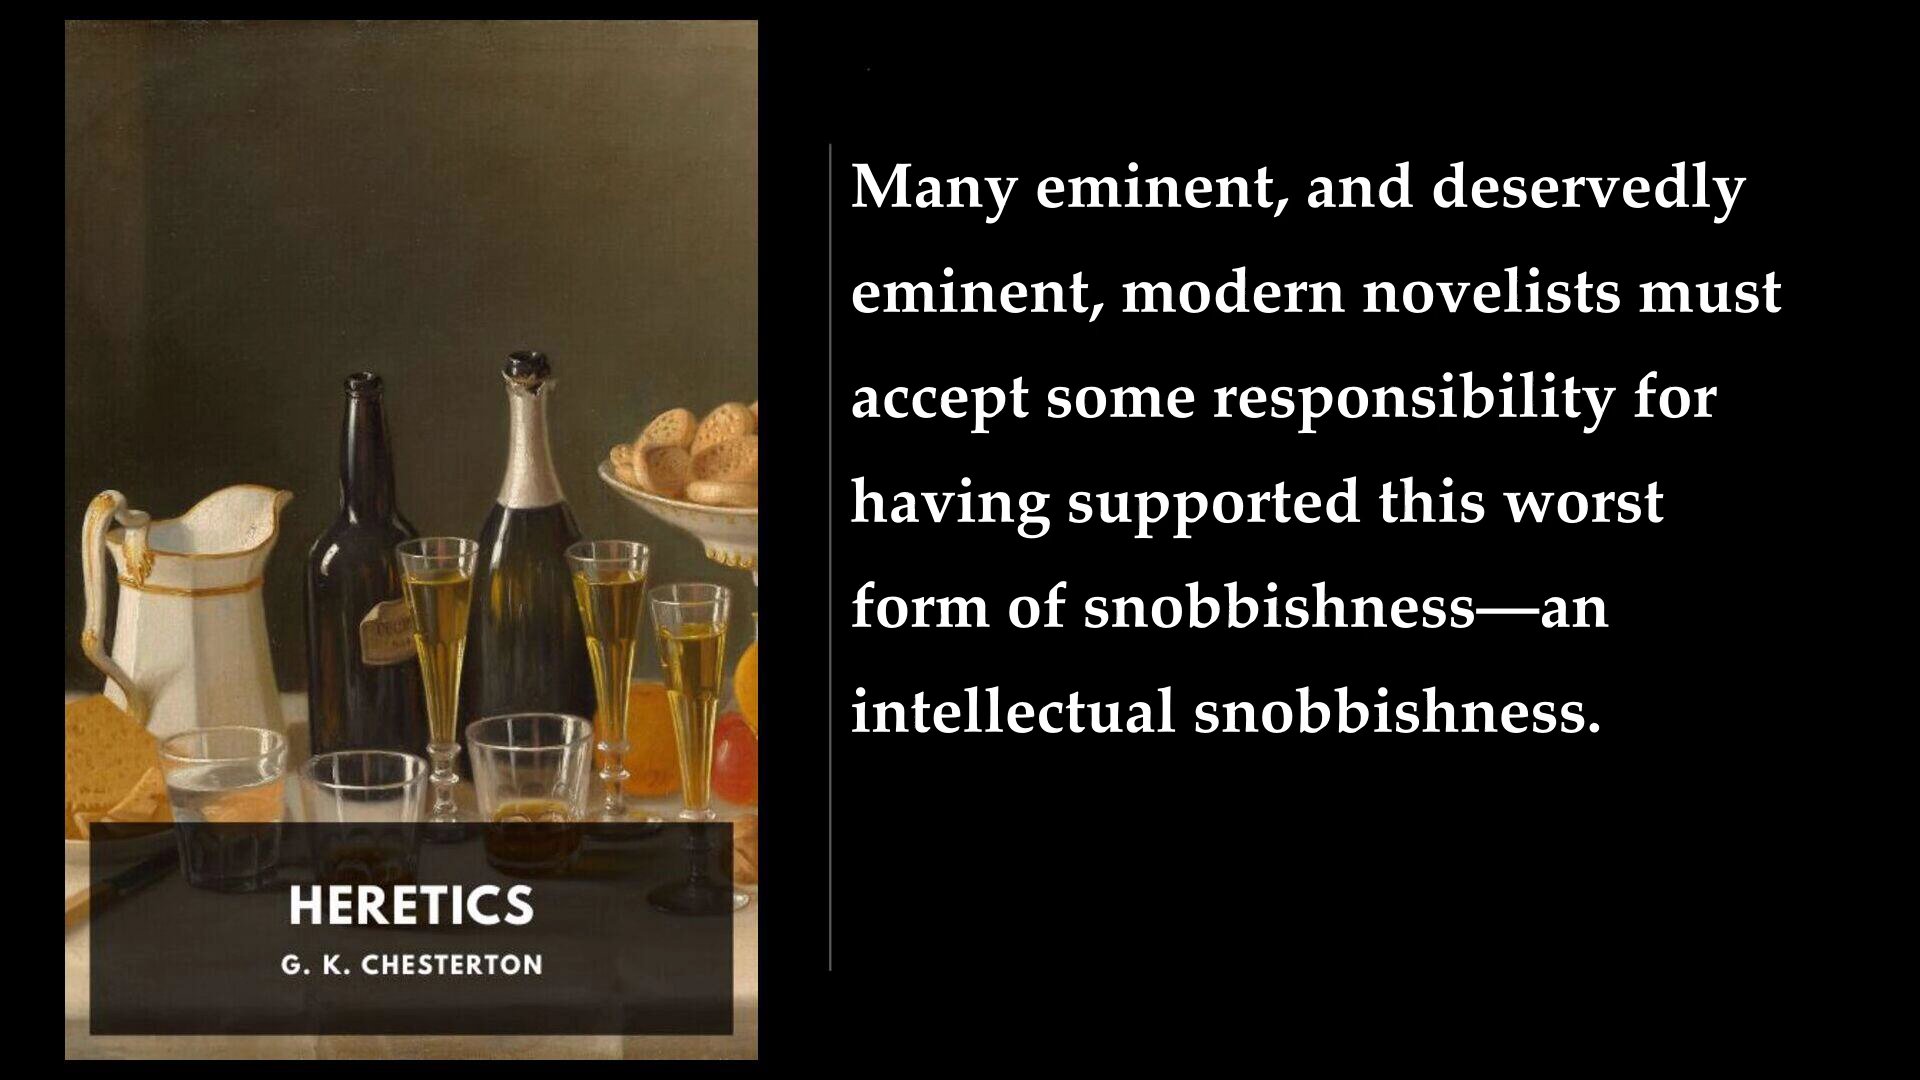 HERETICS
G. K. CHESTERTON
Many eminent, and deservedly
eminent, modern novelists must
accept some responsibility for
having supported this worst
form of snobbishness—an
intellectual snobbishness.